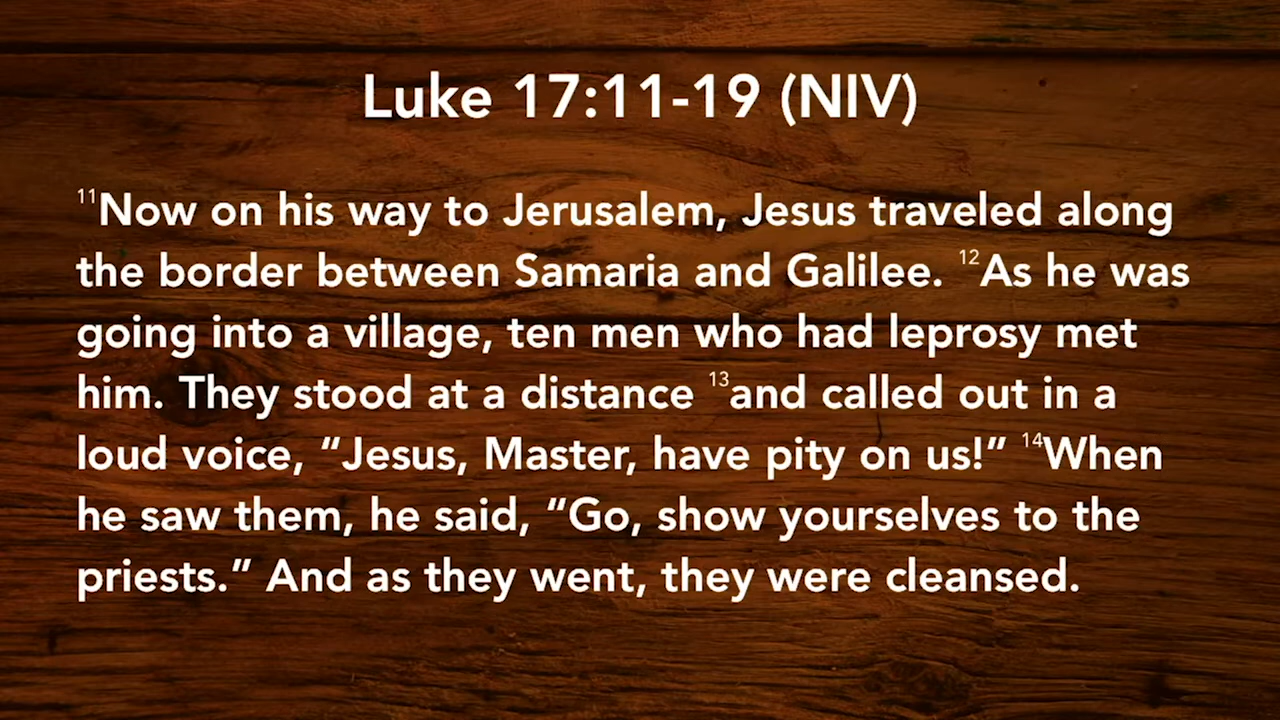 Luke 17:11-19 (NIV)
¹¹Now on his way to Jerusalem, Jesus traveled along
the border between Samaria and Galilee. ¹²As he was
going into a village, ten men who had leprosy met
him. They stood at a distance ¹³and called out in a
loud voice, “Jesus, Master, have pity on us!” ¹⁴When
he saw them, he said, “Go, show yourselves to the
priests.” And as they went, they were cleansed.